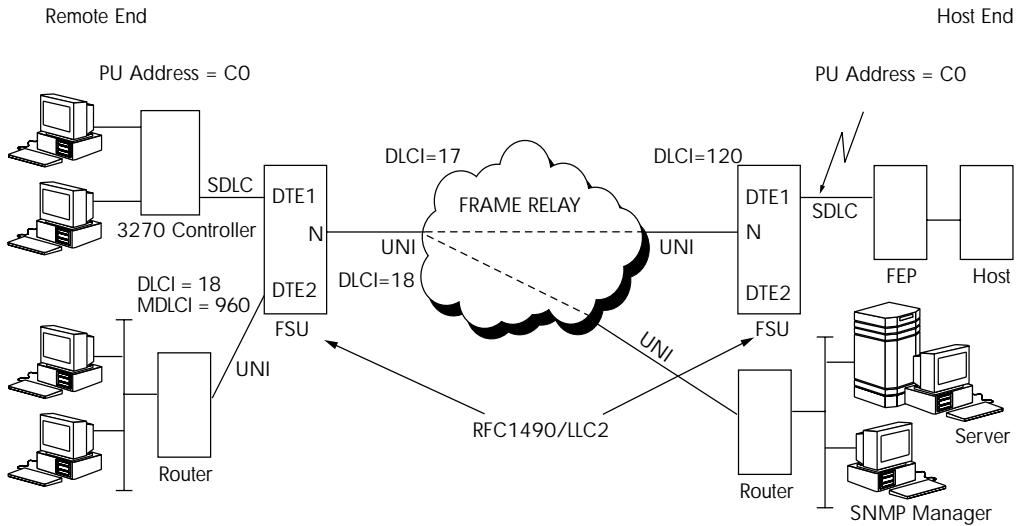 Remote End
Host End
PU Address = C0
PU Address = C0
DLCI=17
DLCI=120
SDLC
DTE1
FRAME RELAY
DTE1
SDLC
3270 Controller
N
UNI
UNI
N
FEP
Host
DLCI = 18
MDLCI = 960
DLCI=18
DTE2
DTE2
FSU
FSU
UNI
UNI
RFC1490/LLC2
Server
Router
Router
SNMP Manager